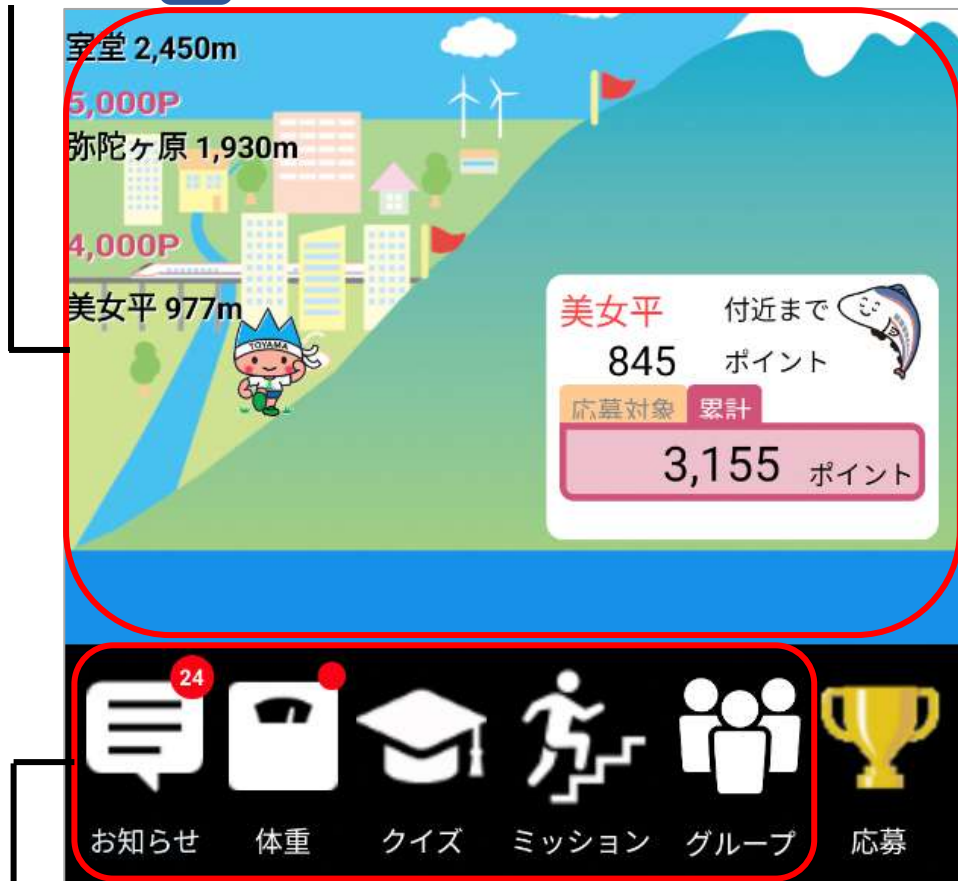 室堂 2,450m
5,000P
弥陀ヶ原 1,930m
4,000P
美女平 977m
TOYAMA
美女平 付近まで
845 ポイント
応募対象 累計
3,155 ポイント
24
お知らせ 体重 クイズ ミッション グループ 応募